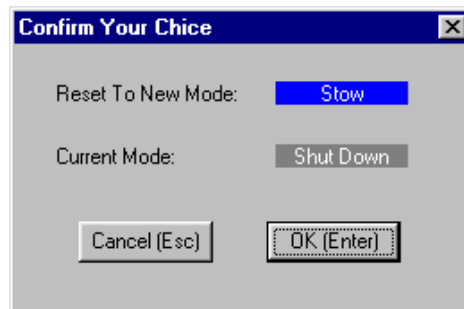 Confirm Your Chice
Reset To New Mode: Stow
Current Mode: Shut Down
Cancel (Esc) OK (Enter)